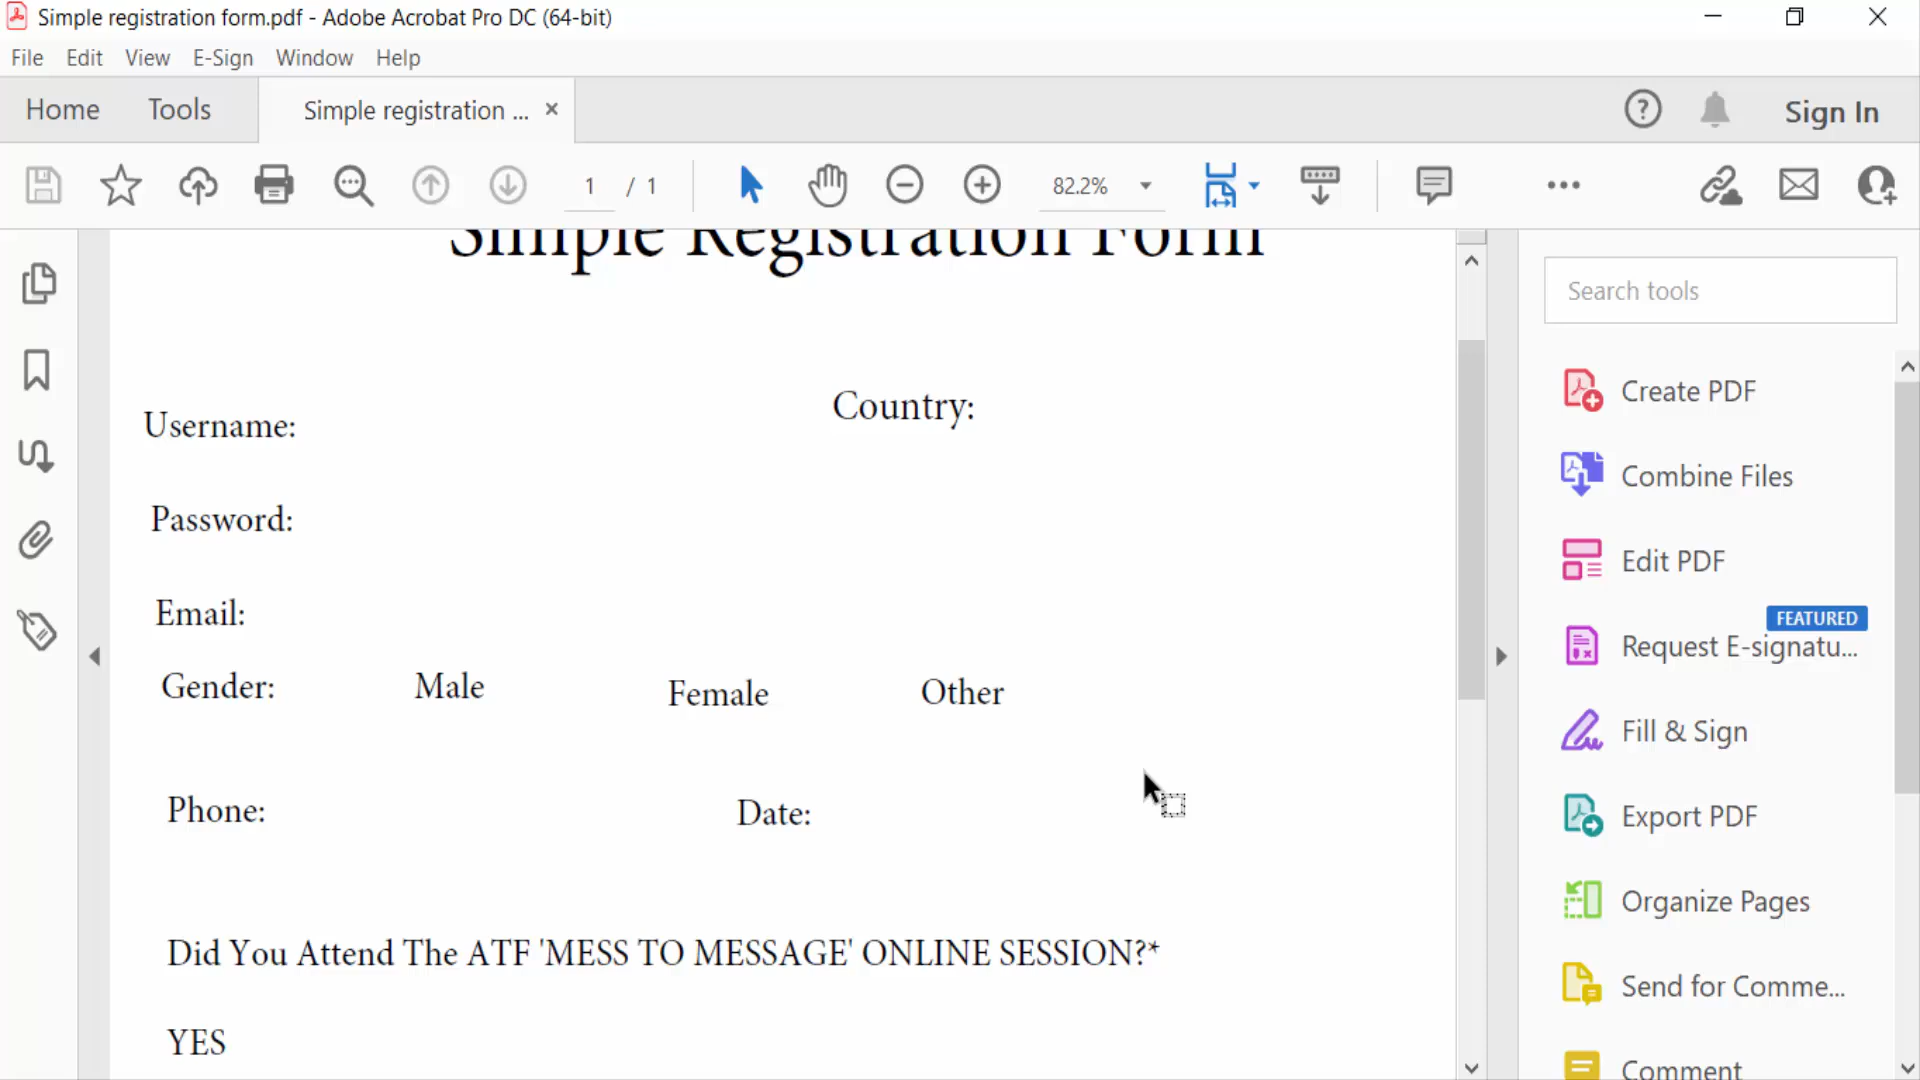 Simple registration form.pdf - Adobe Acrobat Pro DC (64-bit)
File Edit View E-Sign Window Help
Home Tools Simple registration ... × Sign In
1 / 1 82.2%
Simple Registration Form
Search tools
Username:
Country:
Password:
Email:
Gender: Male Female Other
Phone: Date:
Did You Attend The ATF 'MESS TO MESSAGE' ONLINE SESSION?*
YES
Create PDF
Combine Files
Edit PDF
FEATURED
Request E-signatu...
Fill & Sign
Export PDF
Organize Pages
Send for Comme...
Comment